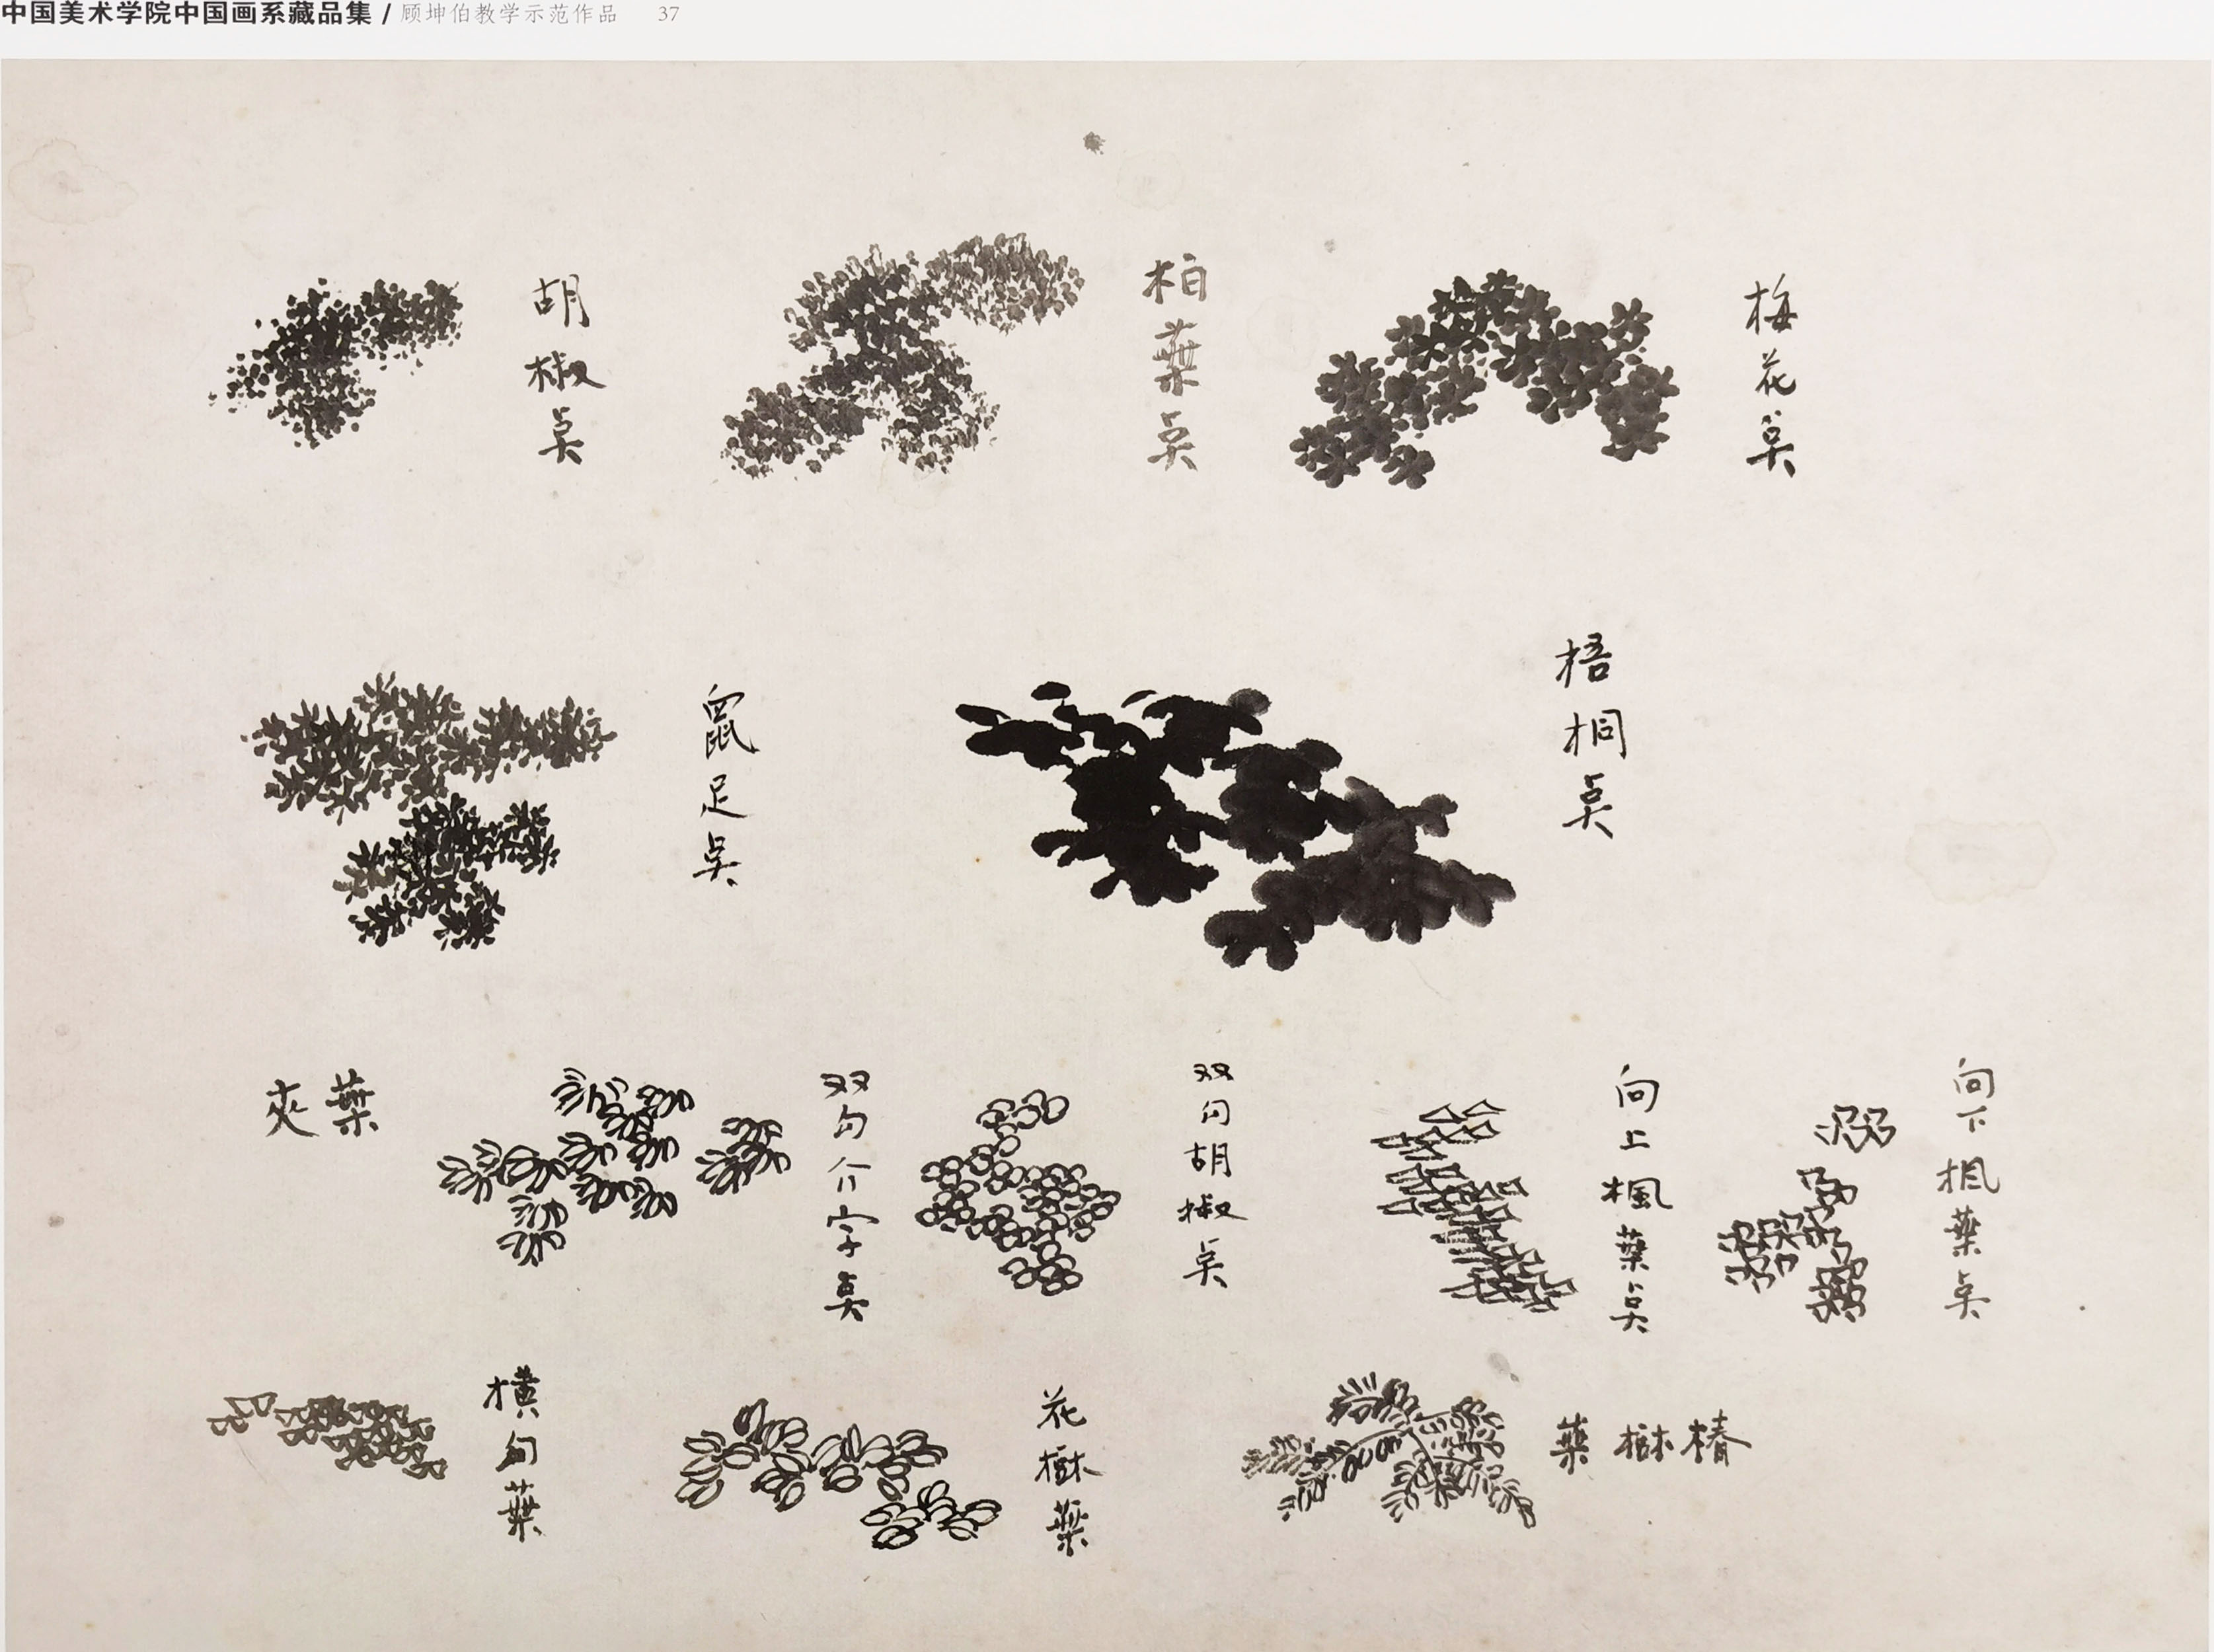 中国美术学院中国画系藏品集 / 顾坤伯教学示范作品 37
梅花点
柏葉点
胡椒点
梧桐点
鼠足点
向下楓葉点
向上楓葉点
双勾胡椒点
双勾介字点
夾葉
椿樹葉
花樹葉
横勾葉